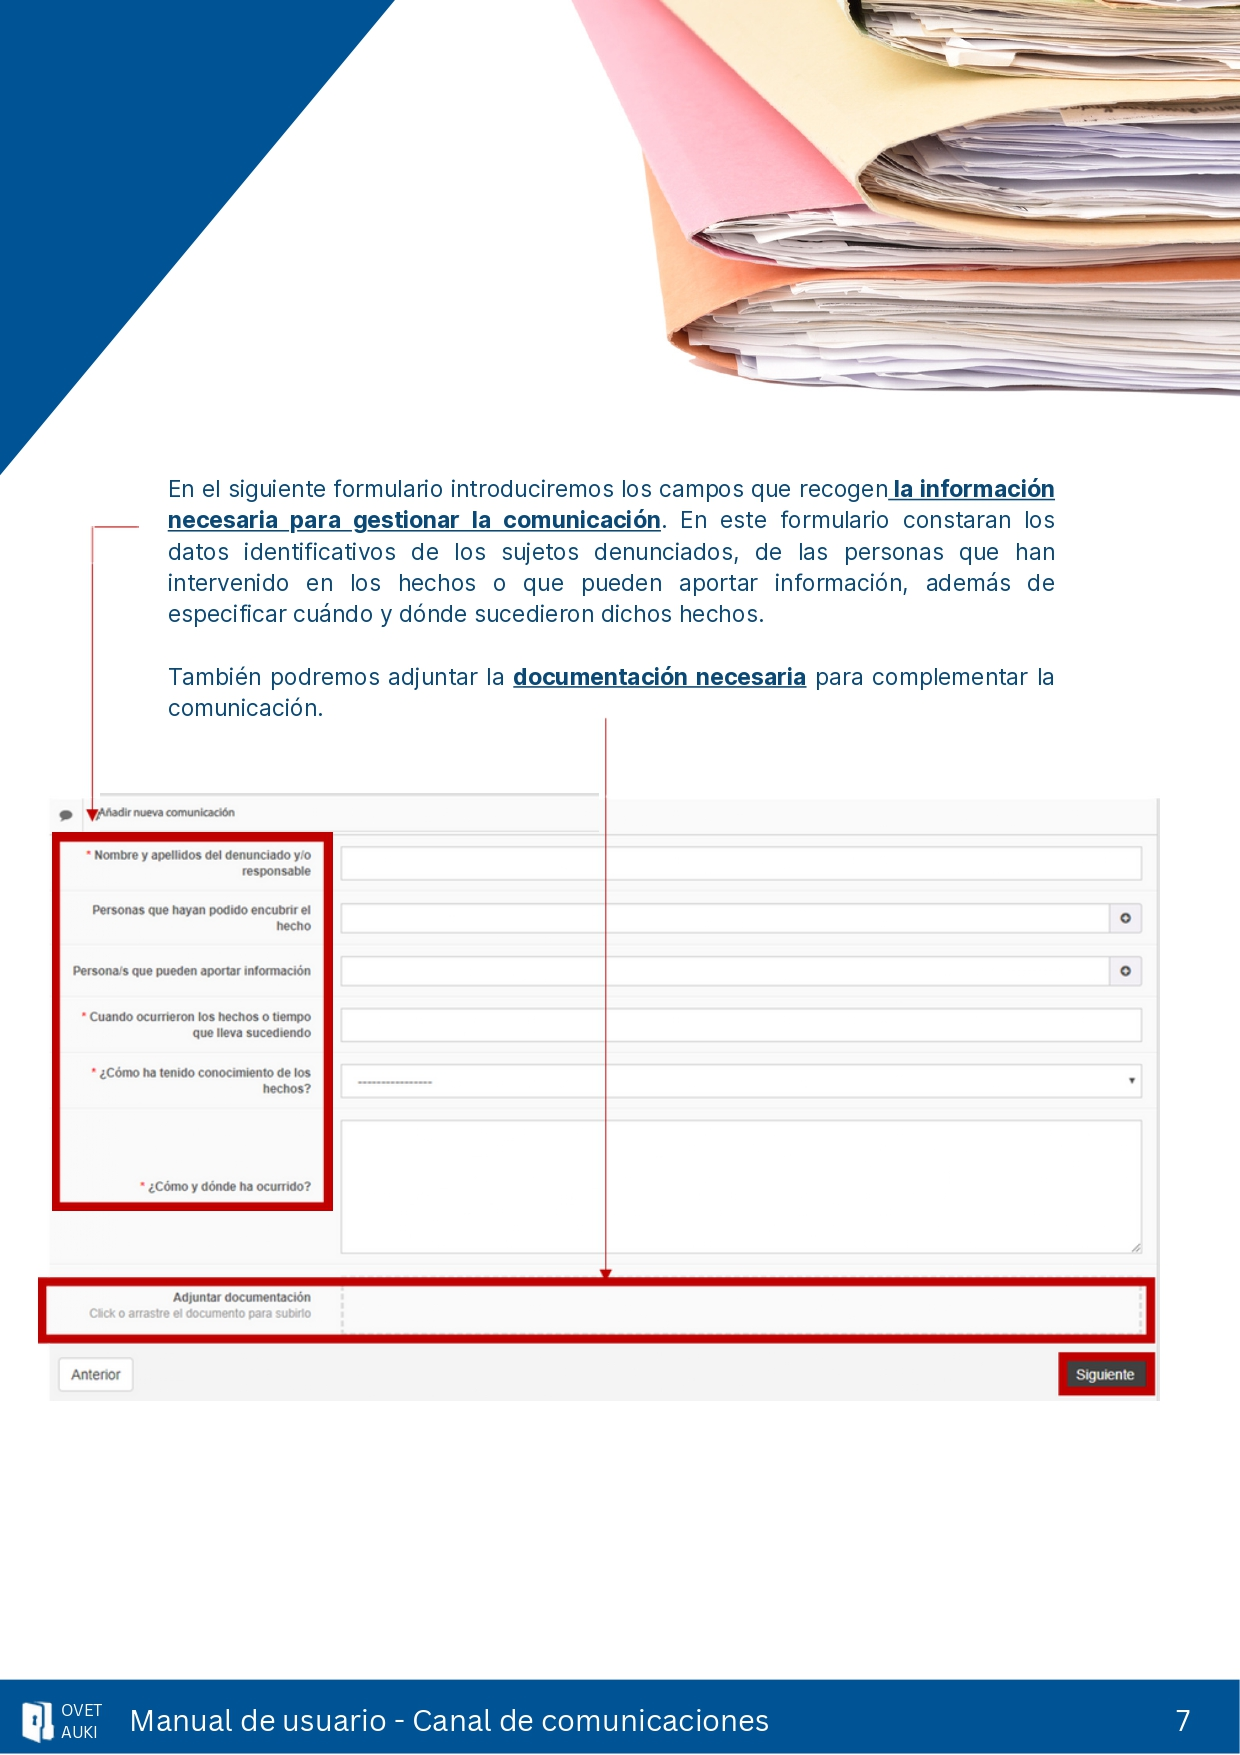 En el siguiente formulario introduciremos los campos que recogen la información
necesaria para gestionar la comunicación. En este formulario constaran los
datos identificativos de los sujetos denunciados, de las personas que han
intervenido en los hechos o que pueden aportar información, además de
especificar cuándo y dónde sucedieron dichos hechos.
También podremos adjuntar la documentación necesaria para complementar la
comunicación.
Añadir nueva comunicación
* Nombre y apellidos del denunciado y/o
responsable
Personas que hayan podido encubrir el
hecho
Persona/s que pueden aportar información
* Cuando ocurrieron los hechos o tiempo
que lleva sucediendo
* ¿Cómo ha tenido conocimiento de los
hechos?
----------------
* ¿Cómo y dónde ha ocurrido?
Adjuntar documentación
Click o arrastre el documento para subirlo
Anterior
Siguiente
OVET
AUKI
Manual de usuario - Canal de comunicaciones
7